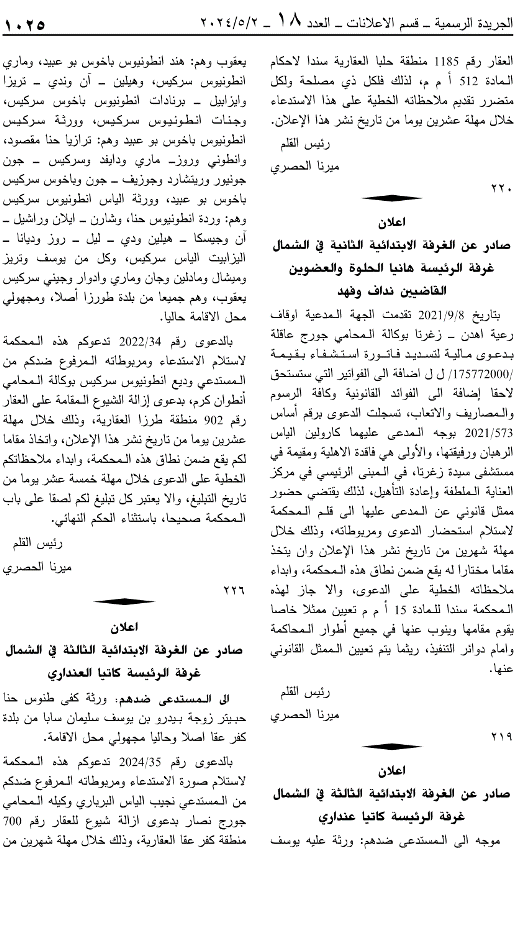 الجريدة الرسمية ـ قسم الاعلانات ـ العدد ١٨ ـ ٢٠٢٤/٥/٢
١٠٢٥
العقار رقم 1185 منطقة حلبا العقارية سندا لاحكام
المادة 512 أ م م، لذلك فلكل ذي مصلحة ولكل
متضرر تقديم ملاحظاته الخطية على هذا الاستدعاء
خلال مهلة عشرين يوما من تاريخ نشر هذا الإعلان.
رئيس القلم
ميرنا الحصري
٢٢٠
اعلان
صادر عن الغرفة الابتدائية الثانية في الشمال
غرفة الرئيسة هانيا الحلوة والعضوين
القاضيين نداف وفهد
بتاريخ 2021/9/8 تقدمت الجهة المدعية اوقاف
رعية اهدن ـ زغرتا بوكالة المحامي جورج عاقلة
بدعوى مالية لتسديد فاتورة استشفاء بقيمة
/175772000/ ل ل اضافة الى الفواتير التي ستستحق
لاحقا إضافة الى الفوائد القانونية وكافة الرسوم
والمصاريف والاتعاب، تسجلت الدعوى برقم أساس
2021/573 بوجه المدعى عليهما كارولين الياس
الرهبان ورفيقتها، والأولى هي فاقدة الاهلية ومقيمة في
مستشفى سيدة زغرتا، في المبنى الرئيسي في مركز
العناية الملطفة وإعادة التأهيل، لذلك يقتضي حضور
ممثل قانوني عن المدعى عليها الى قلم المحكمة
لاستلام استحضار الدعوى ومربوطاته، وذلك خلال
مهلة شهرين من تاريخ نشر هذا الإعلان وان يتخذ
مقاما مختارا له يقع ضمن نطاق هذه المحكمة، وابداء
ملاحظاته الخطية على الدعوى، والا جاز لهذه
المحكمة سندا للمادة 15 أ م م تعيين ممثلا خاصا
يقوم مقامها وينوب عنها في جميع أطوار المحاكمة
وامام دوائر التنفيذ، ريثما يتم تعيين الممثل القانوني
عنها.
رئيس القلم
ميرنا الحصري
٢١٩
اعلان
صادر عن الغرفة الابتدائية الثالثة في الشمال
غرفة الرئيسة كاتيا عنداري
موجه الى المستدعى ضدهم: ورثة عليه يوسف
يعقوب وهم: هند انطونيوس باخوس بو عبيد، وماري
انطونيوس سركيس، وهيلين ـ آن وندي ـ تريزا
وايزابيل ـ برنادات انطونيوس باخوس سركيس،
وجنات انطونيوس سركيس، وورثة سركيس
انطونيوس باخوس بو عبيد وهم: ترازيا حنا مقصود،
وانطوني وروزـ ماري ودايفد وسركيس ـ جون
جونيور وريتشارد وجوزيف ـ جون وباخوس سركيس
باخوس بو عبيد، وورثة الياس انطونيوس سركيس
وهم: وردة انطونيوس حنا، وشارن ـ ايلان وراشيل ـ
آن وجيسكا ـ هيلين ودي ـ ليل ـ روز وديانا ـ
اليزابيت الياس سركيس، وكل من يوسف وتريز
وميشال ومادلين وجان وماري وادوار وجيني سركيس
يعقوب، وهم جميعا من بلدة طورزا أصلا، ومجهولي
محل الاقامة حاليا.
بالدعوى رقم 2022/34 تدعوكم هذه المحكمة
لاستلام الاستدعاء ومربوطاته المرفوع ضدكم من
المستدعي وديع انطونيوس سركيس بوكالة المحامي
أنطوان كرم، بدعوى إزالة الشيوع المقامة على العقار
رقم 902 منطقة طرزا العقارية، وذلك خلال مهلة
عشرين يوما من تاريخ نشر هذا الإعلان، واتخاذ مقاما
لكم يقع ضمن نطاق هذه المحكمة، وابداء ملاحظاتكم
الخطية على الدعوى خلال مهلة خمسة عشر يوما من
تاريخ التبليغ، والا يعتبر كل تبليغ لكم لصقا على باب
المحكمة صحيحا، باستثناء الحكم النهائي.
رئيس القلم
ميرنا الحصري
٢٢٦
اعلان
صادر عن الغرفة الابتدائية الثالثة في الشمال
غرفة الرئيسة كاتيا العنداري
الى المستدعى ضدهم: ورثة كفى طنوس حنا
حبيتر زوجة بيدرو بن يوسف سليمان سابا من بلدة
كفر عقا اصلا وحاليا مجهولي محل الاقامة.
بالدعوى رقم 2024/35 تدعوكم هذه المحكمة
لاستلام صورة الاستدعاء ومربوطاته المرفوع ضدكم
من المستدعي نجيب الياس البرباري وكيله المحامي
جورج نصار بدعوى ازالة شيوع للعقار رقم 700
منطقة كفر عقا العقارية، وذلك خلال مهلة شهرين من